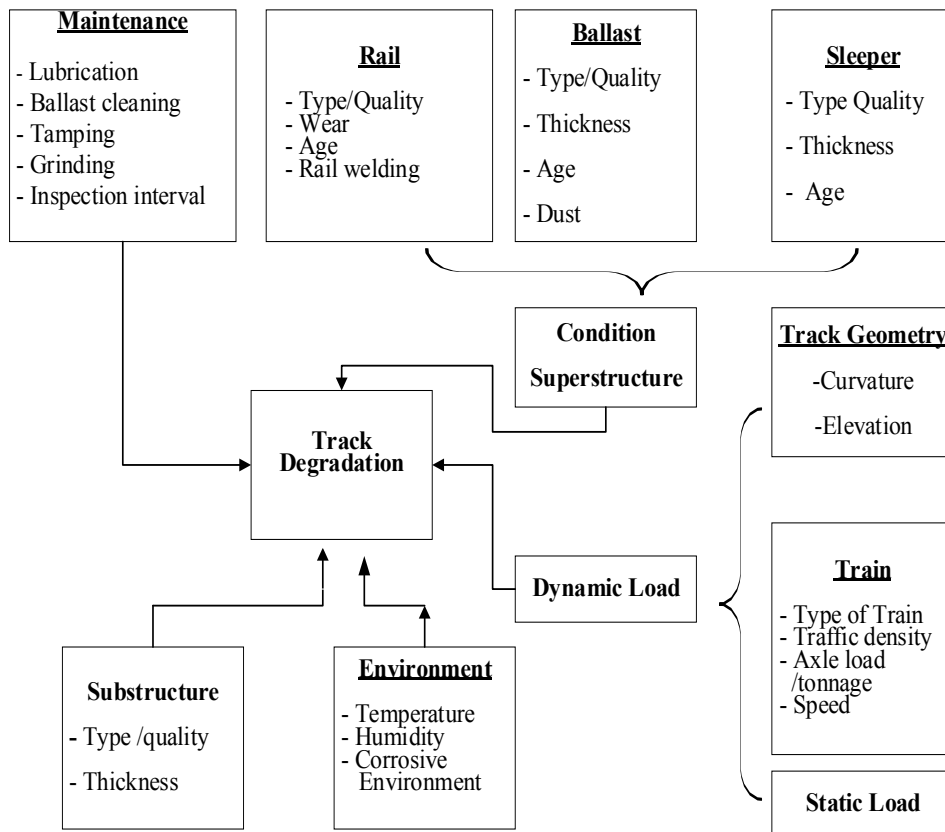 Maintenance
- Lubrication
- Ballast cleaning
- Tamping
- Grinding
- Inspection interval
Rail
- Type/Quality
- Wear
- Age
- Rail welding
Ballast
- Type/Quality
- Thickness
- Age
- Dust
Sleeper
- Type Quality
- Thickness
- Age
Condition
Superstructure
Track Geometry
-Curvature
-Elevation
Track
Degradation
Dynamic Load
Train
- Type of Train
- Traffic density
- Axle load
/tonnage
- Speed
Substructure
- Type /quality
- Thickness
Environment
- Temperature
- Humidity
- Corrosive
Environment
Static Load